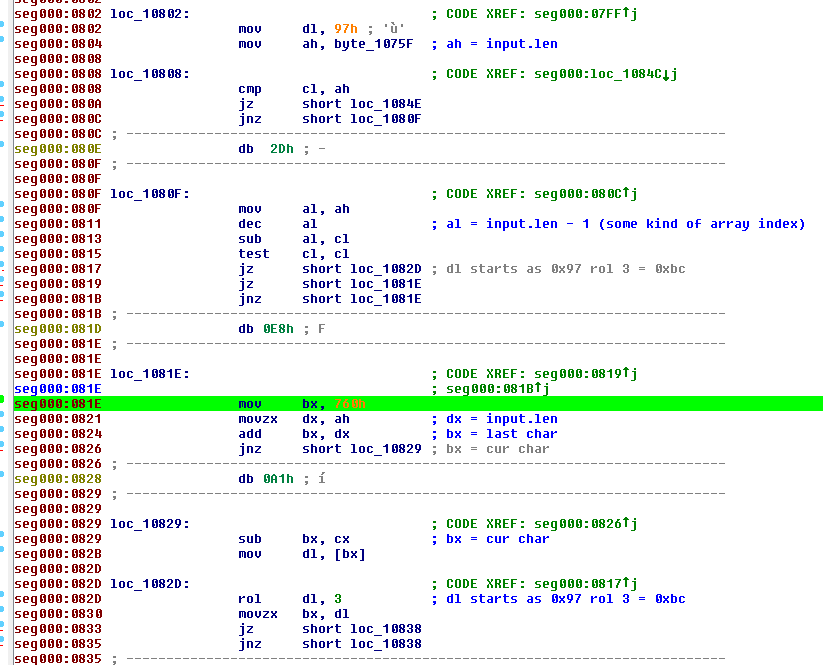 seg000:0802
seg000:0802 loc_10802: ; CODE XREF: seg000:07FF↑j
seg000:0802 mov dl, 97h ; 'ù'
seg000:0804 mov ah, byte_1075F ; ah = input.len
seg000:0808
seg000:0808 loc_10808: ; CODE XREF: seg000:loc_1084C↓j
seg000:0808 cmp cl, ah
seg000:080A jz short loc_1084E
seg000:080C jnz short loc_1080F
seg000:080C ; ---------------------------------------------------------------------------
seg000:080E db 2Dh ; -
seg000:080F ; ---------------------------------------------------------------------------
seg000:080F
seg000:080F loc_1080F: ; CODE XREF: seg000:080C↑j
seg000:080F mov al, ah
seg000:0811 dec al ; al = input.len - 1 (some kind of array index)
seg000:0813 sub al, cl
seg000:0815 test cl, cl
seg000:0817 jz short loc_1082D ; dl starts as 0x97 rol 3 = 0xbc
seg000:0819 jz short loc_1081E
seg000:081B jnz short loc_1081E
seg000:081B ; ---------------------------------------------------------------------------
seg000:081D db 0E8h ; F
seg000:081E ; ---------------------------------------------------------------------------
seg000:081E
seg000:081E loc_1081E: ; CODE XREF: seg000:0819↑j
seg000:081E ; seg000:081B↑j
seg000:081E mov bx,
seg000:0821 movzx dx, ah ; dx = input.len
seg000:0824 add bx, dx ; bx = last char
seg000:0826 jnz short loc_10829 ; bx = cur char
seg000:0826 ; ---------------------------------------------------------------------------
seg000:0828 db 0A1h ; í
seg000:0829 ; ---------------------------------------------------------------------------
seg000:0829
seg000:0829 loc_10829: ; CODE XREF: seg000:0826↑j
seg000:0829 sub bx, cx ; bx = cur char
seg000:082B mov dl, [bx]
seg000:082D
seg000:082D loc_1082D: ; CODE XREF: seg000:0817↑j
seg000:082D rol dl, 3 ; dl starts as 0x97 rol 3 = 0xbc
seg000:0830 movzx bx, dl
seg000:0833 jz short loc_10838
seg000:0835 jnz short loc_10838
seg000:0835 ; ---------------------------------------------------------------------------